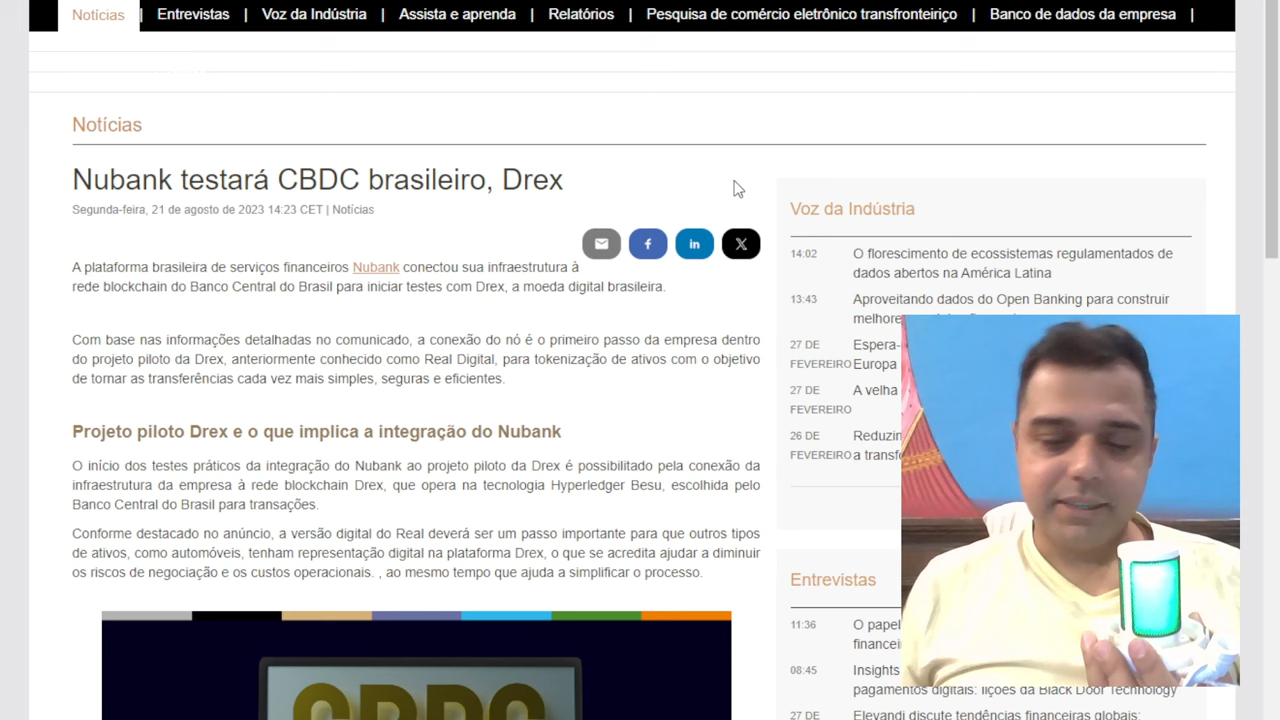 Notícias | Entrevistas | Voz da Indústria | Assista e aprenda | Relatórios | Pesquisa de comércio eletrônico transfronteiriço | Banco de dados da empresa |
Notícias
Nubank testará CBDC brasileiro, Drex
Segunda-feira, 21 de agosto de 2023 14:23 CET | Notícias
A plataforma brasileira de serviços financeiros Nubank conectou sua infraestrutura à
rede blockchain do Banco Central do Brasil para iniciar testes com Drex, a moeda digital brasileira.
Com base nas informações detalhadas no comunicado, a conexão do nó é o primeiro passo da empresa dentro
do projeto piloto da Drex, anteriormente conhecido como Real Digital, para tokenização de ativos com o objetivo
de tornar as transferências cada vez mais simples, seguras e eficientes.
Projeto piloto Drex e o que implica a integração do Nubank
O início dos testes práticos da integração do Nubank ao projeto piloto da Drex é possibilitado pela conexão da
infraestrutura da empresa à rede blockchain Drex, que opera na tecnologia Hyperledger Besu, escolhida pelo
Banco Central do Brasil para transações.
Conforme destacado no anúncio, a versão digital do Real deverá ser um passo importante para que outros tipos
de ativos, como automóveis, tenham representação digital na plataforma Drex, o que se acredita ajudar a diminuir
os riscos de negociação e os custos operacionais. , ao mesmo tempo que ajuda a simplificar o processo.
CBDC
Voz da Indústria
14:02 O florescimento de ecossistemas regulamentados de
dados abertos na América Latina
13:43 Aproveitando dados do Open Banking para construir
27 DE Espera-
FEVEREIRO Europa
27 DE A velha
FEVEREIRO
26 DE
FEVEREIRO a
Entrevistas
11:36 O
08:45 Insights
pagamentos digitais: lições da Black Door Technology
27 DE Elevandi discute tendências financeiras globais: